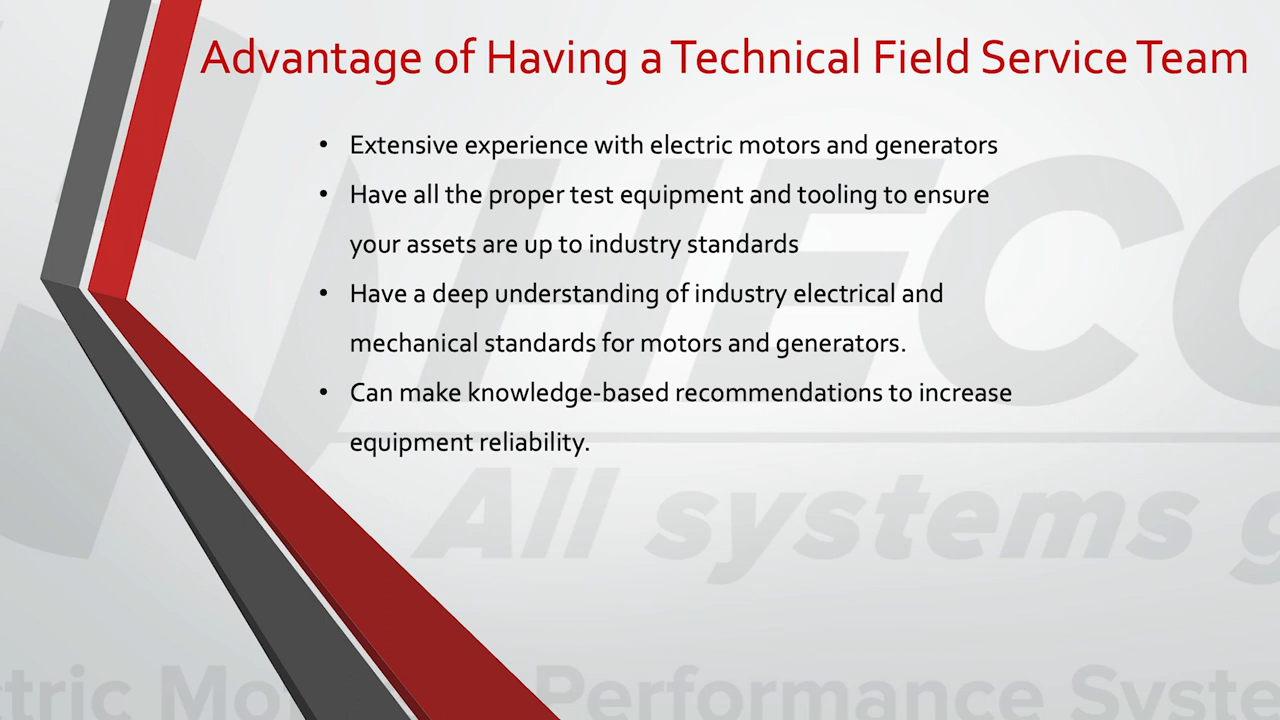 Advantage of Having a Technical Field Service Team
• Extensive experience with electric motors and generators
• Have all the proper test equipment and tooling to ensure
your assets are up to industry standards
• Have a deep understanding of industry electrical and
mechanical standards for motors and generators.
• Can make knowledge-based recommendations to increase
equipment reliability.
All systems
Performance